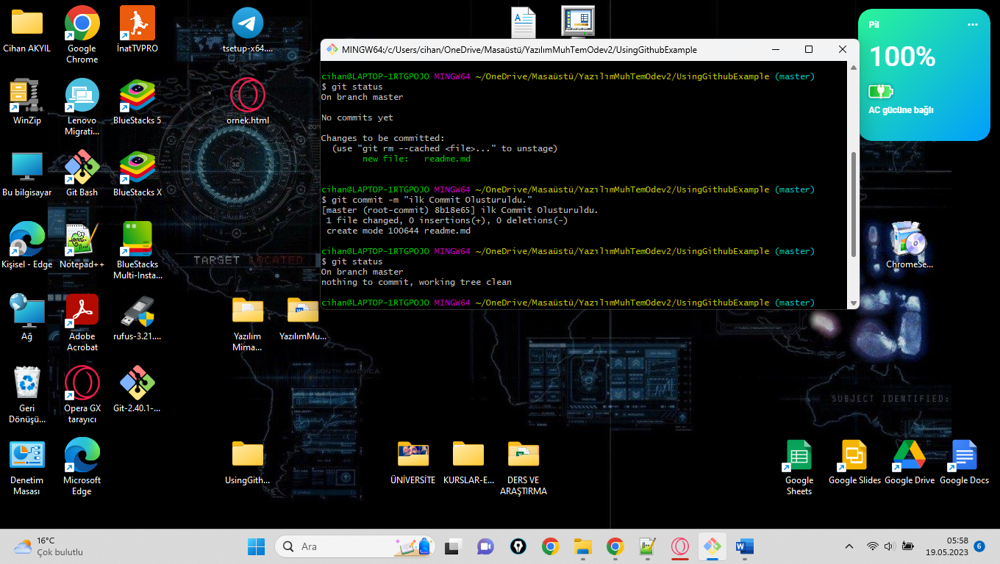 Cihan AKYIL
Google
Chrome
İnatTVPRO
tsetup-x64....
WinZip
Lenovo
Migrati...
BlueStacks 5
ornek.html
Bu bilgisayar
Git Bash
BlueStacks X
Kişisel - Edge
Notepad++
BlueStacks
Multi-Insta...
TARGET LOCATED
Ağ
Adobe
Acrobat
rufus-3.21....
Yazılım
Mima...
YazılımMu...
Geri
Dönüşü...
Opera GX
tarayıcı
Git-2.40.1-...
Denetim
Masası
Microsoft
Edge
UsingGith...
ÜNİVERSİTE
KURSLAR-E...
DERS VE
ARAŞTIRMA
MINGW64:/c/Users/cihan/OneDrive/Masaüstü/YazılımMuhTemOdev2/UsingGithubExample
cihan@LAPTOP-1RTGPOJO MINGW64 ~/OneDrive/Masaüstü/YazılımMuhTemOdev2/UsingGithubExample (master)
$ git status
On branch master
No commits yet
Changes to be committed:
(use "git rm --cached <file>..." to unstage)
new file:   readme.md
cihan@LAPTOP-1RTGPOJO MINGW64 ~/OneDrive/Masaüstü/YazılımMuhTemOdev2/UsingGithubExample (master)
$ git commit -m "ilk Commit Olusturuldu."
[master (root-commit) 8b18e65] ilk Commit Olusturuldu.
1 file changed, 0 insertions(+), 0 deletions(-)
create mode 100644 readme.md
cihan@LAPTOP-1RTGPOJO MINGW64 ~/OneDrive/Masaüstü/YazılımMuhTemOdev2/UsingGithubExample (master)
$ git status
On branch master
nothing to commit, working tree clean
cihan@LAPTOP-1RTGPOJO MINGW64 ~/OneDrive/Masaüstü/YazılımMuhTemOdev2/UsingGithubExample (master)
Pil
100%
AC gücüne bağlı
ChromeSe...
SOUTH AMERICA
SUBJECT IDENTIFIED:
Google
Sheets
Google Slides
Google Drive
Google Docs
16°C
Çok bulutlu
Ara
05:58
19.05.2023
6